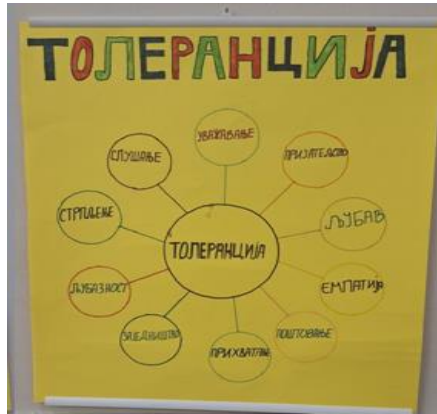 ТОЛЕРАНЦИЈА
УВАЖАВАЊЕ
ПРИЈАТЕЉСТВО
ЉУБАВ
ЕМПАТИЈА
ПОШТОВАЊЕ
ПРИХВАТАЊЕ
ЗАЈЕДНИШТВО
ЉУБАЗНОСТ
СТРПЉЕЊЕ
СЛУШАЊЕ
ТОЛЕРАНЦИЈА